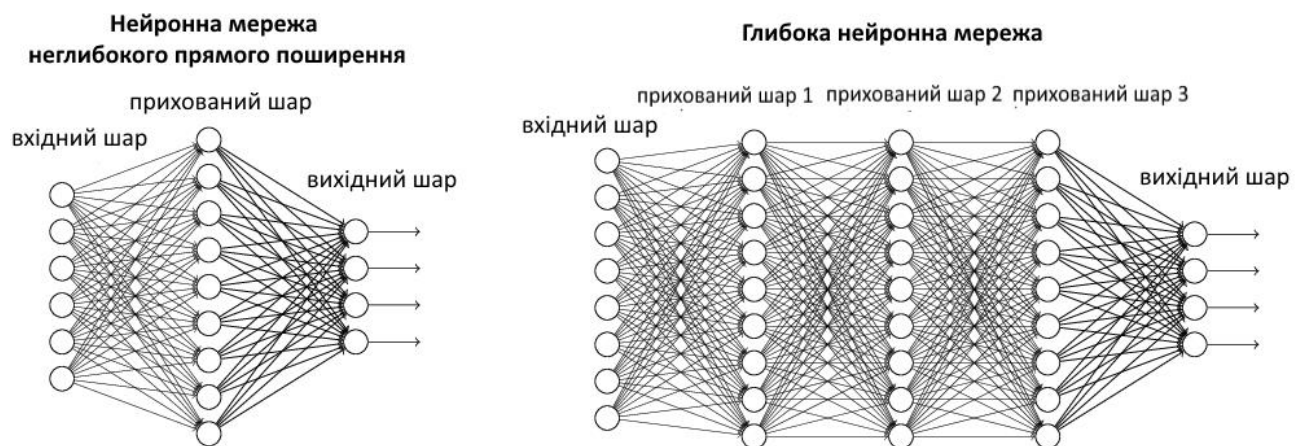 Нейронна мережа
неглибокого прямого поширення
прихований шар
вхідний шар
вихідний шар
Глибока нейронна мережа
прихований шар 1
прихований шар 2
прихований шар 3
вхідний шар
вихідний шар